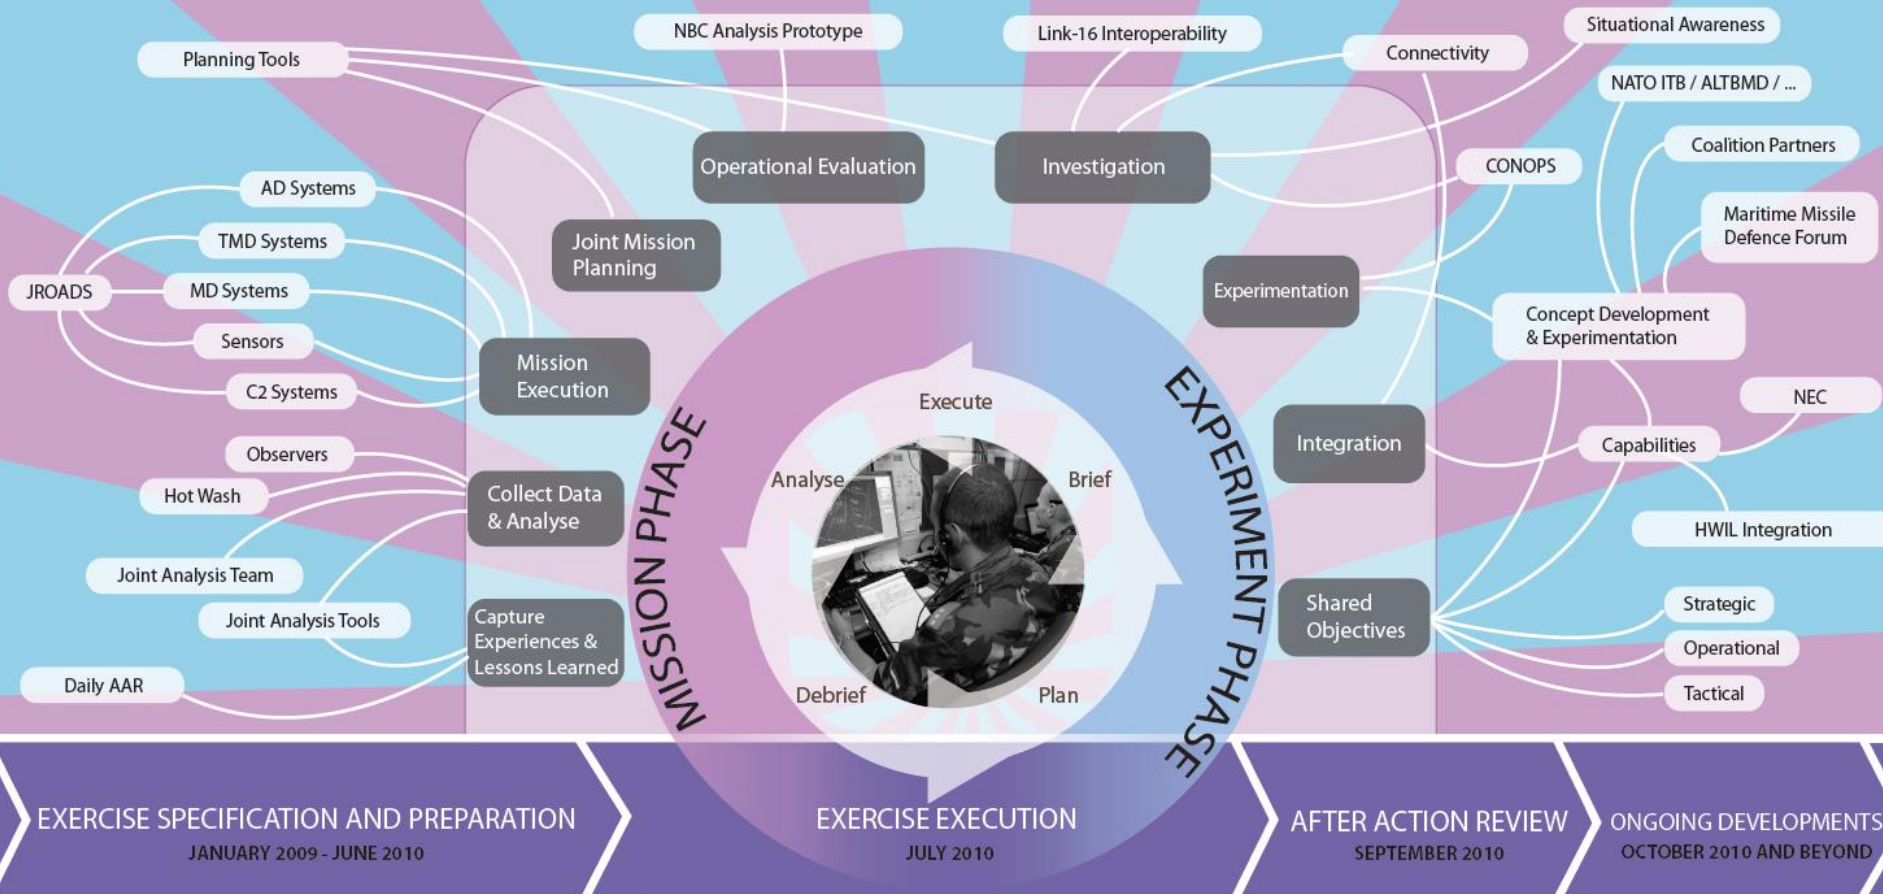 NBC Analysis Prototype
Link-16 Interoperability
Situational Awareness
Planning Tools
Connectivity
NATO ITB / ALTBMD / ...
Coalition Partners
Operational Evaluation
Investigation
CONOPS
AD Systems
TMD Systems
JROADS
MD Systems
Sensors
C2 Systems
Joint Mission
Planning
Maritime Missile
Defence Forum
Experimentation
Concept Development
& Experimentation
Mission
Execution
NEC
Integration
Capabilities
HWIL Integration
Observers
Hot Wash
Collect Data
& Analyse
Joint Analysis Team
Joint Analysis Tools
Capture
Experiences &
Lessons Learned
Daily AAR
MISSION PHASE
EXPERIMENT PHASE
Execute
Analyse
Brief
Debrief
Plan
Shared
Objectives
Strategic
Operational
Tactical
EXERCISE SPECIFICATION AND PREPARATION
JANUARY 2009 - JUNE 2010
EXERCISE EXECUTION
JULY 2010
AFTER ACTION REVIEW
SEPTEMBER 2010
ONGOING DEVELOPMENTS
OCTOBER 2010 AND BEYOND